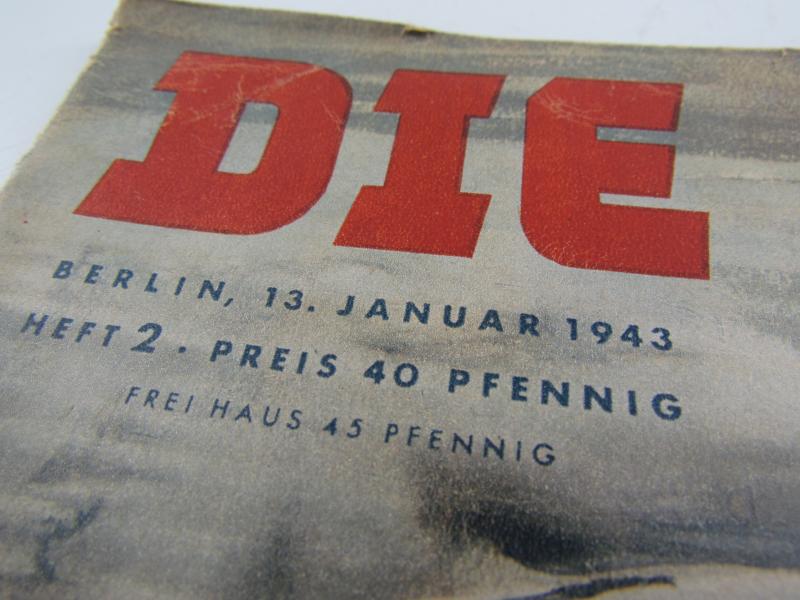 DIE
BERLIN, 13. JANUAR 1943
HEFT 2 . PREIS 40 PFENNIG
FREI HAUS 45 PFENNIG